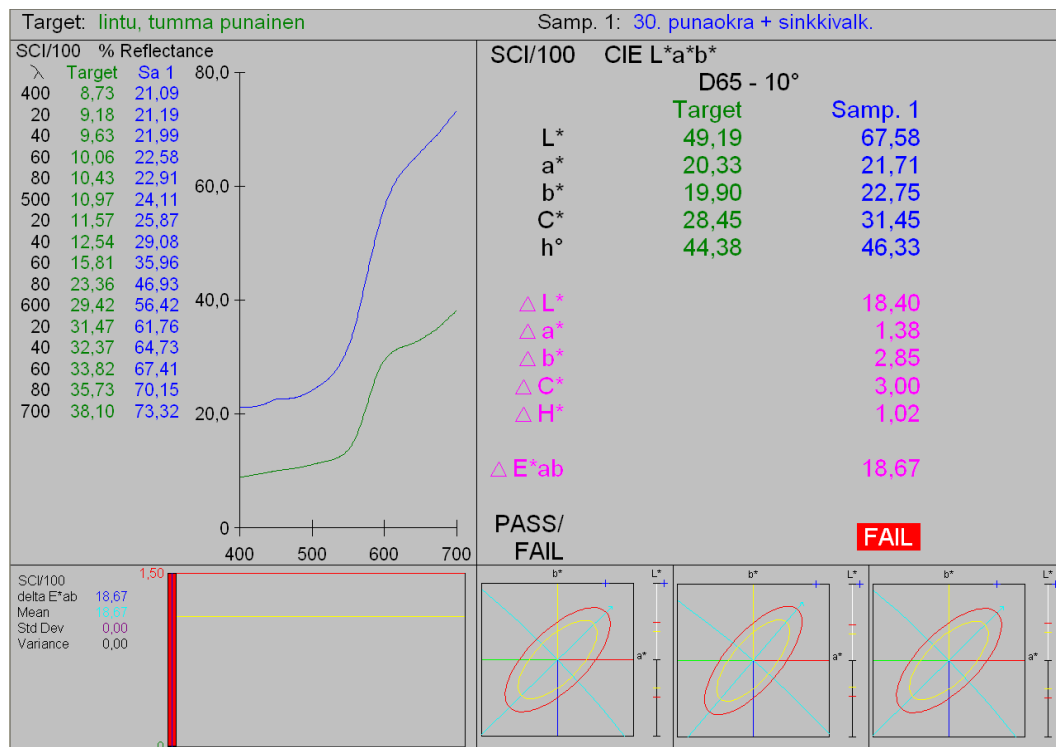 Target: lintu, tumma punainen
Samp. 1: 30. punaokra + sinkkivalk.
SCI/100 % Reflectance
λ Target Sa 1
400 8,73 21,09
20 9,18 21,19
40 9,63 21,99
60 10,06 22,58
80 10,43 22,91
500 10,97 24,11
20 11,57 25,87
40 12,54 29,08
60 15,81 35,96
80 23,36 46,93
600 29,42 56,42
20 31,47 61,76
40 32,37 64,73
60 33,82 67,41
80 35,73 70,15
700 38,10 73,32
80,0
60,0
40,0
20,0
0
400 500 600 700
SCI/100 CIE L*a*b*
D65 - 10°
Target Samp. 1
L* 49,19 67,58
a* 20,33 21,71
b* 19,90 22,75
C* 28,45 31,45
h° 44,38 46,33
△ L* 18,40
△ a* 1,38
△ b* 2,85
△ C* 3,00
△ H* 1,02
△ E*ab 18,67
PASS/
FAIL FAIL
SCI/100
delta E*ab 18,67
Mean 18,67
Std Dev 0,00
Variance 0,00
1,50
0
b* L*
a*
b* L*
a*
b* L*
a*